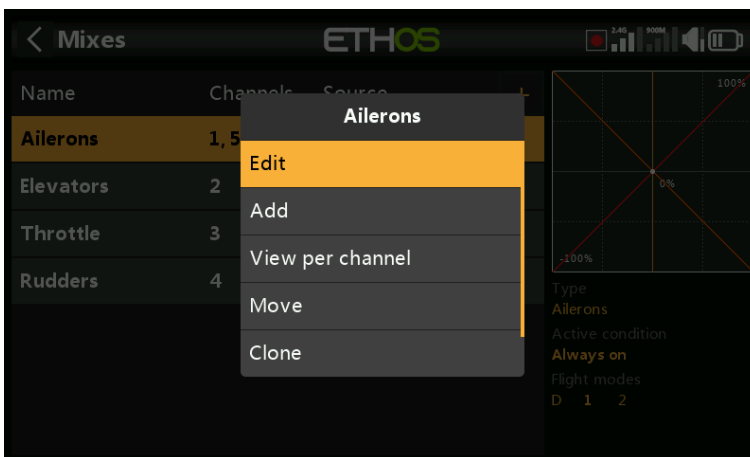 Mixes
ETHOS
2.4G
900M
Name Channels Source +
Ailerons 1, 5
Elevators 2
Throttle 3
Rudders 4
Ailerons
Edit
Add
View per channel
Move
Clone
100%
0%
-100%
Type
Ailerons
Active condition
Always on
Flight modes
D 1 2